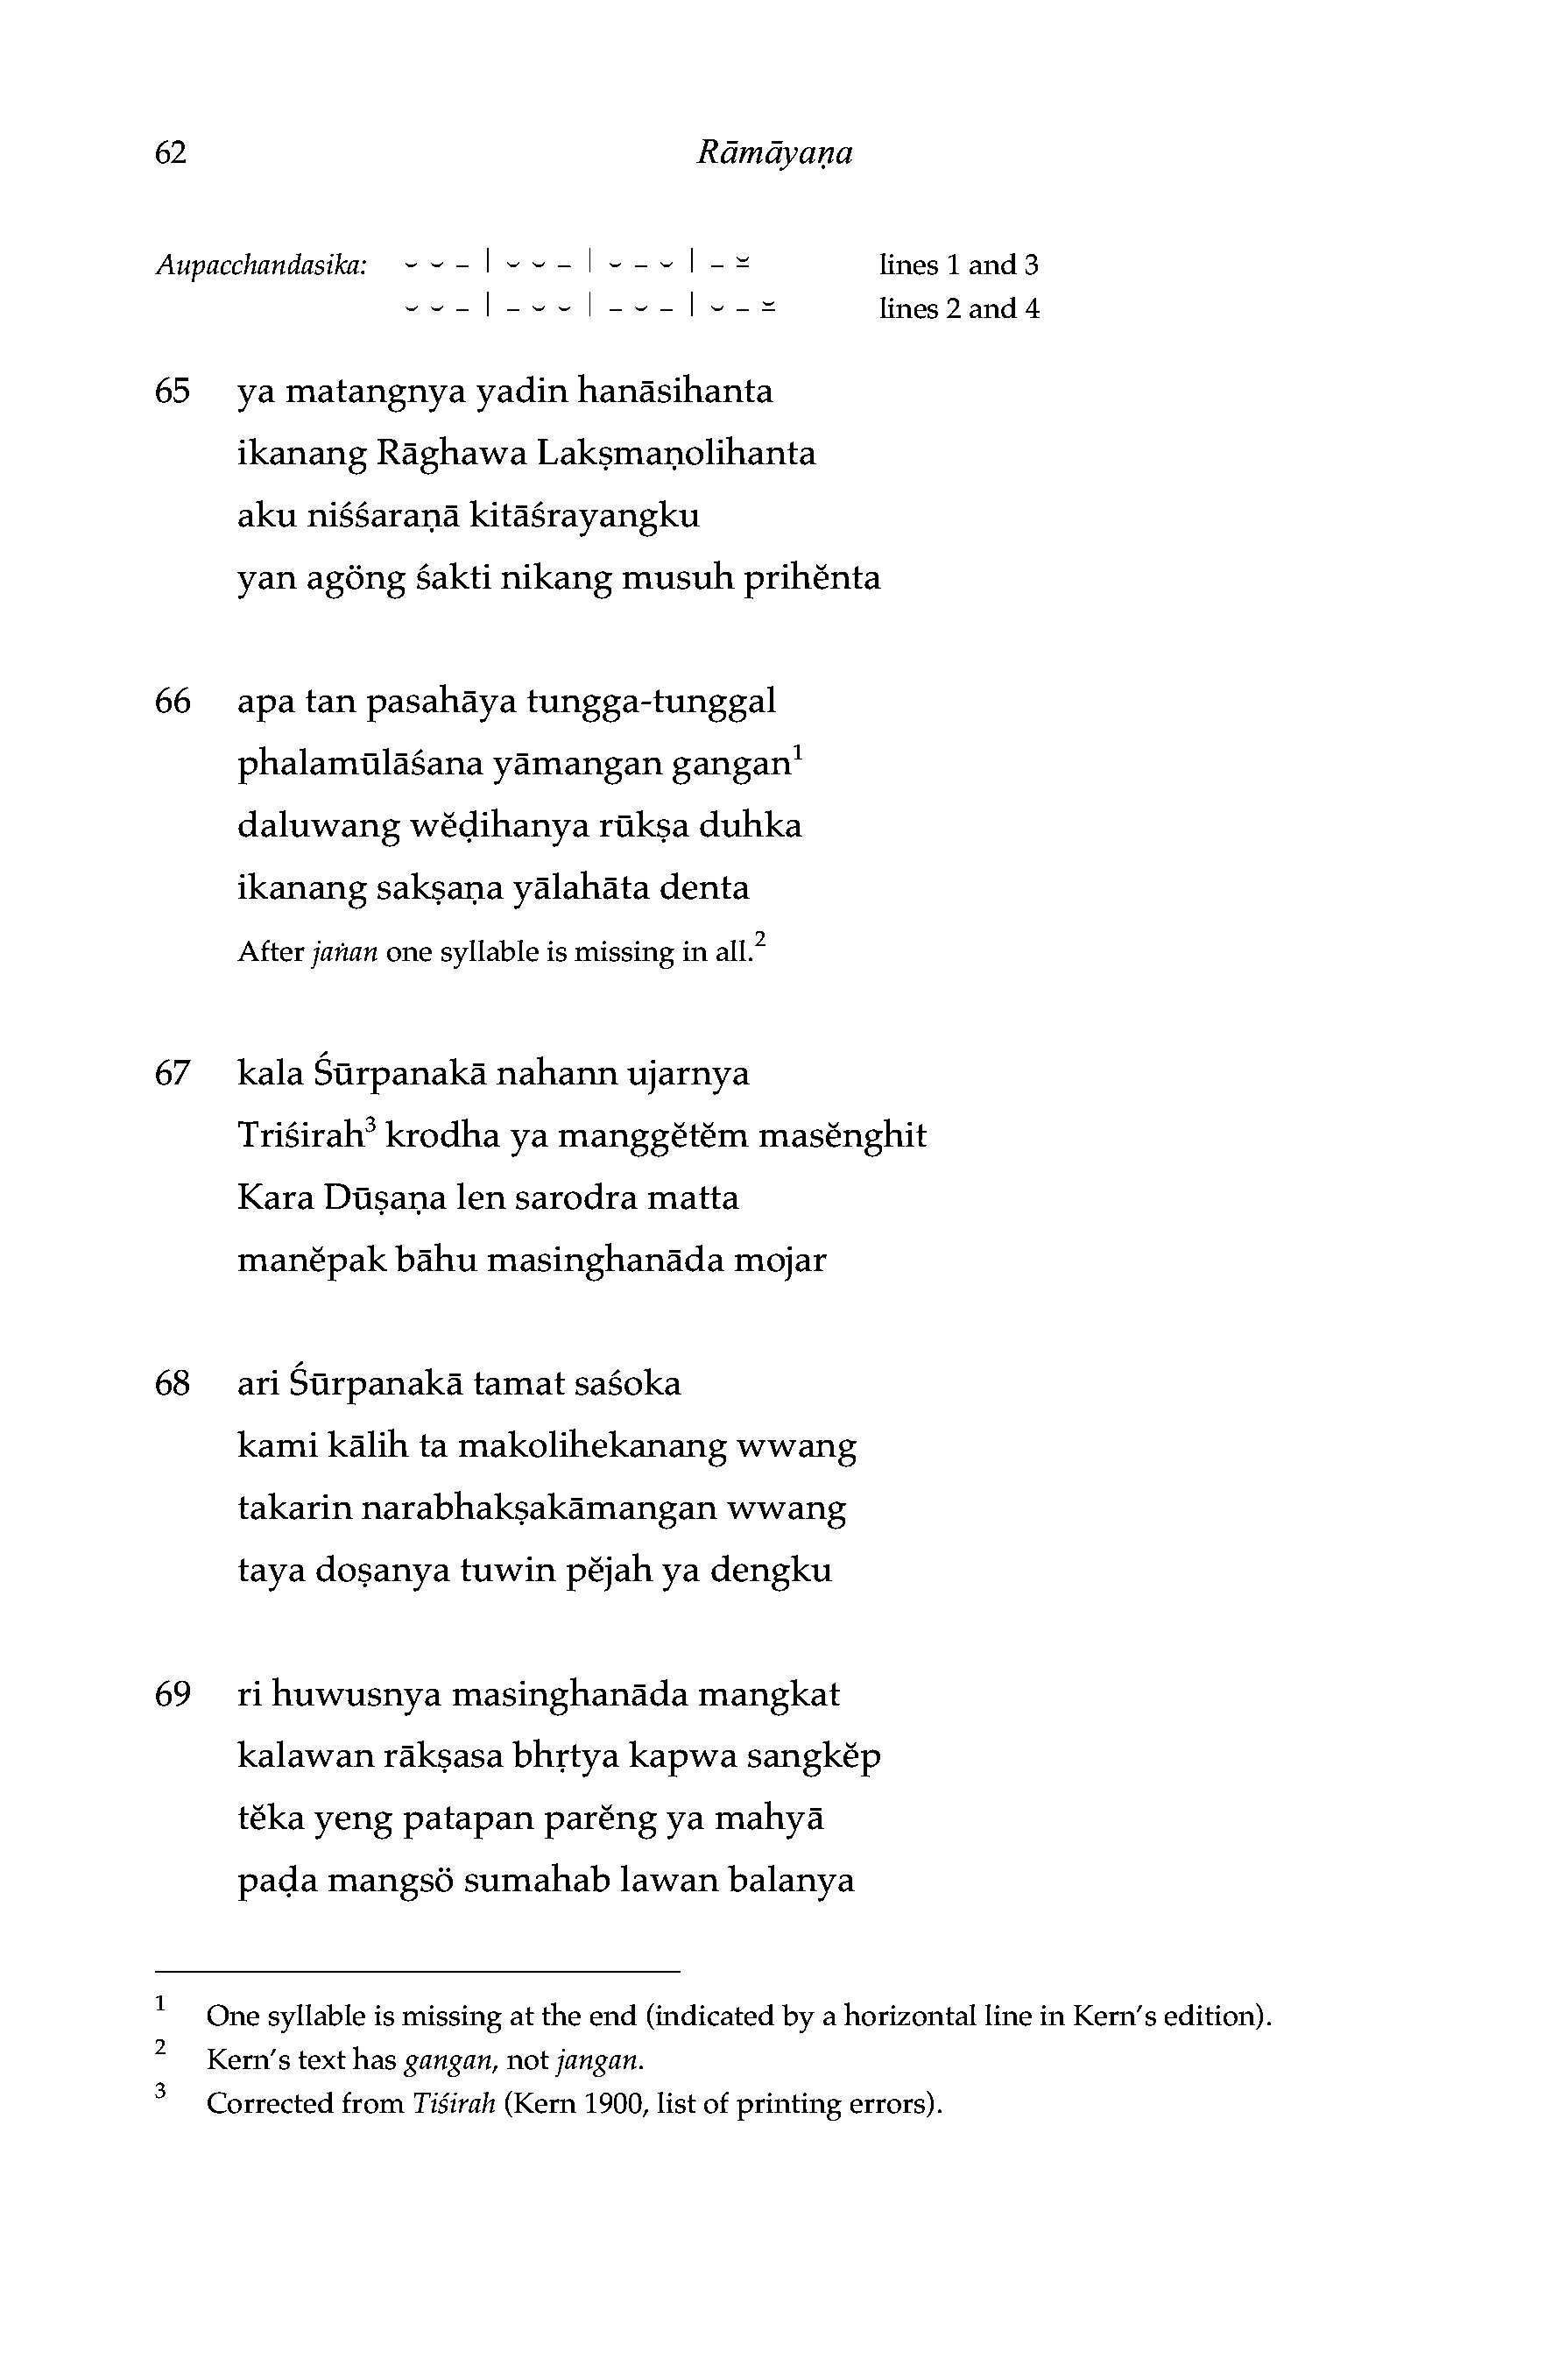 62 Rāmāyaṇa
Aupacchandasika: ⏑ ⏑ – | ⏑ ⏑ – | ⏑ – ⏑ | – ⏓ lines 1 and 3
⏑ ⏑ – | – ⏑ ⏑ | – ⏑ – | ⏑ – ⏓ lines 2 and 4
65 ya matangnya yadin hanāsihanta
ikanang Rāghawa Lakṣmaṇolihanta
aku niśśaraṇā kitāśrayangku
yan agöng śakti nikang musuh prihĕnta
66 apa tan pasahāya tungga-tunggal
phalamūlāśana yāmangan gangan¹
daluwang wĕḍihanya rūkṣa duhka
ikanang sakṣaṇa yālahāta denta
After jaṅan one syllable is missing in all.²
67 kala Śūrpanakā nahann ujarnya
Triśirah³ krodha ya manggĕtĕm masĕnghit
Kara Dūṣaṇa len sarodra matta
manĕpak bāhu masinghanāda mojar
68 ari Śūrpanakā tamat saśoka
kami kālih ta makolihekanang wwang
takarin narabhakṣakāmangan wwang
taya doṣanya tuwin pĕjah ya dengku
69 ri huwusnya masinghanāda mangkat
kalawan rākṣasa bhṛtya kapwa sangkĕp
tĕka yeng patapan parĕng ya mahyā
paḍa mangsö sumahab lawan balanya
1 One syllable is missing at the end (indicated by a horizontal line in Kern's edition).
2 Kern's text has gangan, not jangan.
3 Corrected from Tiśirah (Kern 1900, list of printing errors).